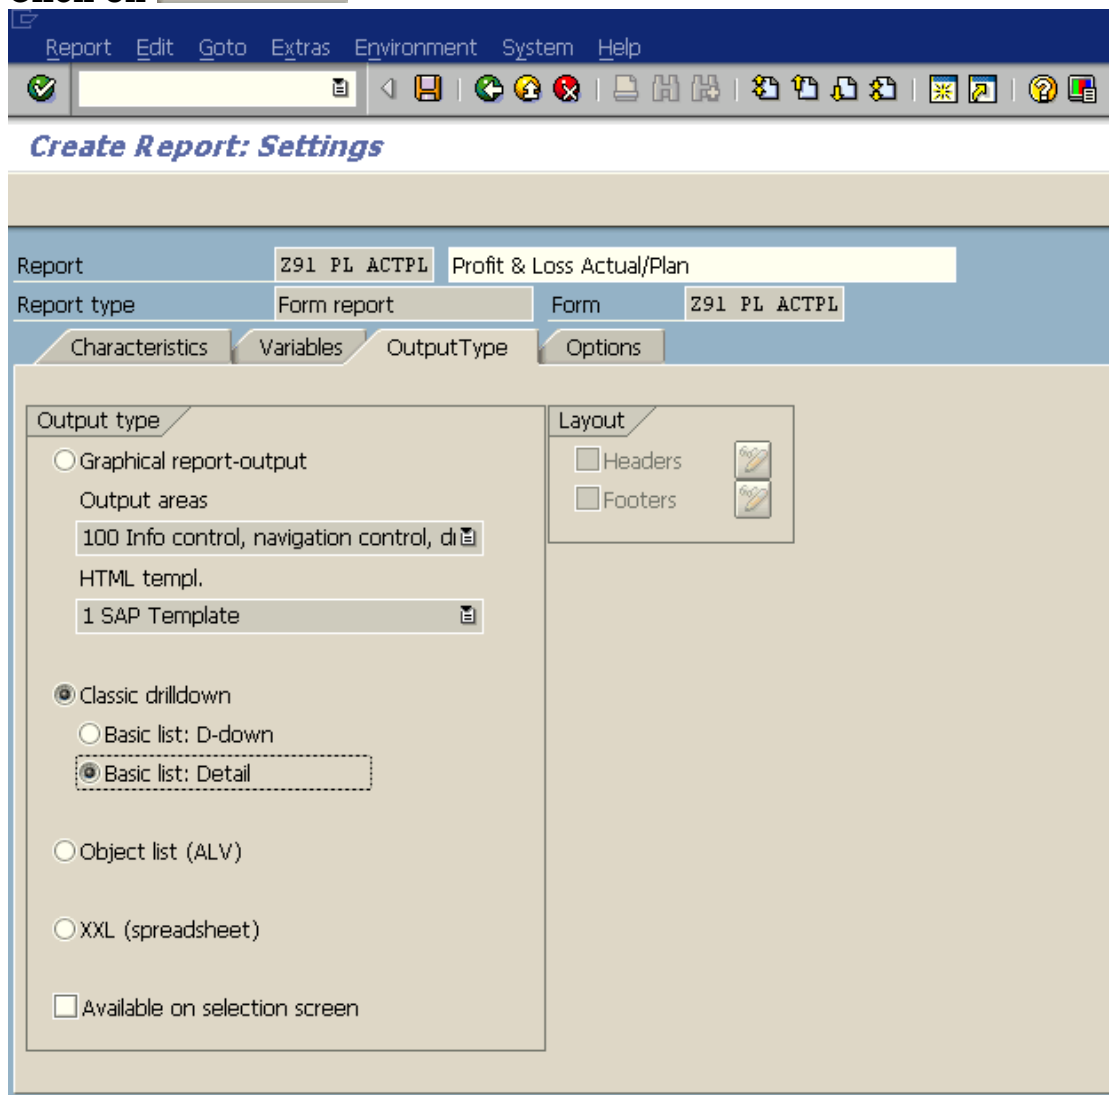 Click on
Report Edit Goto Extras Environment System Help
Create Report: Settings
Report Z91 PL ACTPL Profit & Loss Actual/Plan
Report type Form report Form Z91 PL ACTPL
Characteristics Variables OutputType Options
Output type Layout
Graphical report-output Headers
Output areas Footers
100 Info control, navigation control, di
HTML templ.
1 SAP Template
Classic drilldown
Basic list: D-down
Basic list: Detail
Object list (ALV)
XXL (spreadsheet)
Available on selection screen